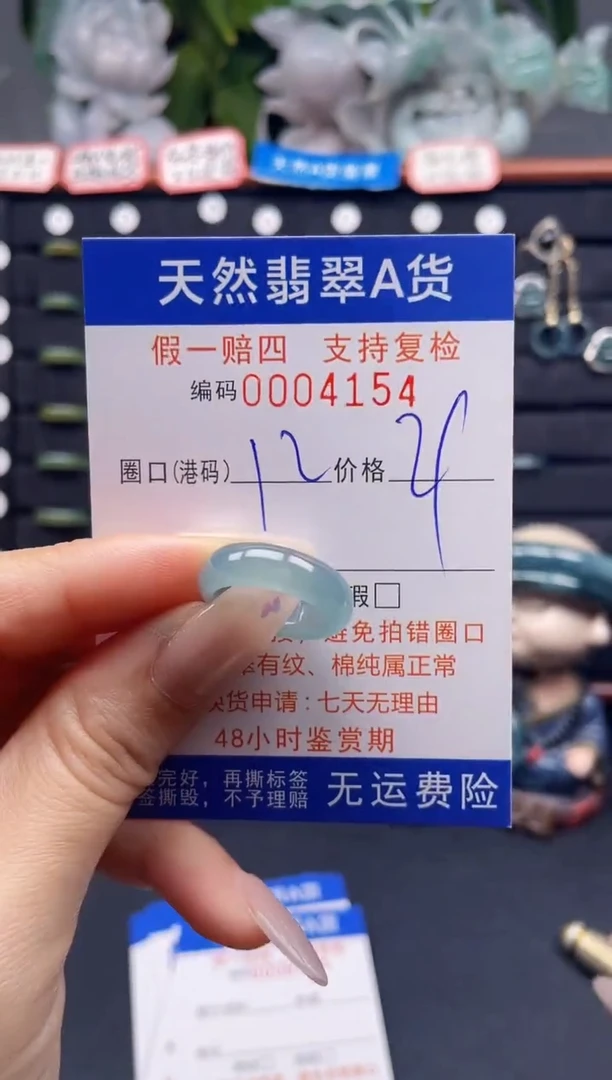 天然翡翠A货
假一赔四 支持复检
编码0004154
圈口(港码) 12 价格
假□
避免拍错圈口
有纹、棉纯属正常
换货申请：七天无理由
48小时鉴赏期
完好，再撕标签
签撕毁，不予理赔
无运费险